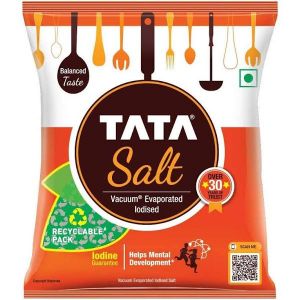 Balanced
Taste
TATA
Salt
Vacuum® Evaporated
Iodised
OVER
30
YEARS OF
TRUST
RECYCLABLE
PACK
Iodine
Guarantee
Helps Mental
Development*
SCAN ME
Vacuum Evaporated Iodised Salt